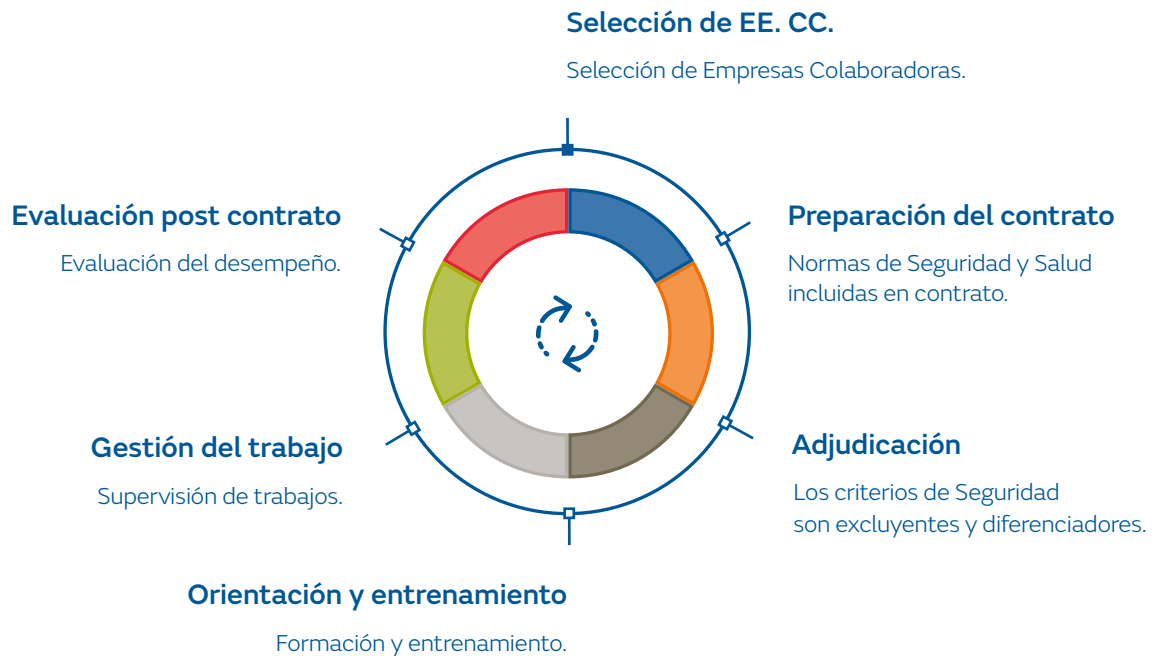 Selección de EE. CC.
Selección de Empresas Colaboradoras.
Preparación del contrato
Normas de Seguridad y Salud
incluidas en contrato.
Adjudicación
Los criterios de Seguridad
son excluyentes y diferenciadores.
Orientación y entrenamiento
Formación y entrenamiento.
Gestión del trabajo
Supervisión de trabajos.
Evaluación post contrato
Evaluación del desempeño.